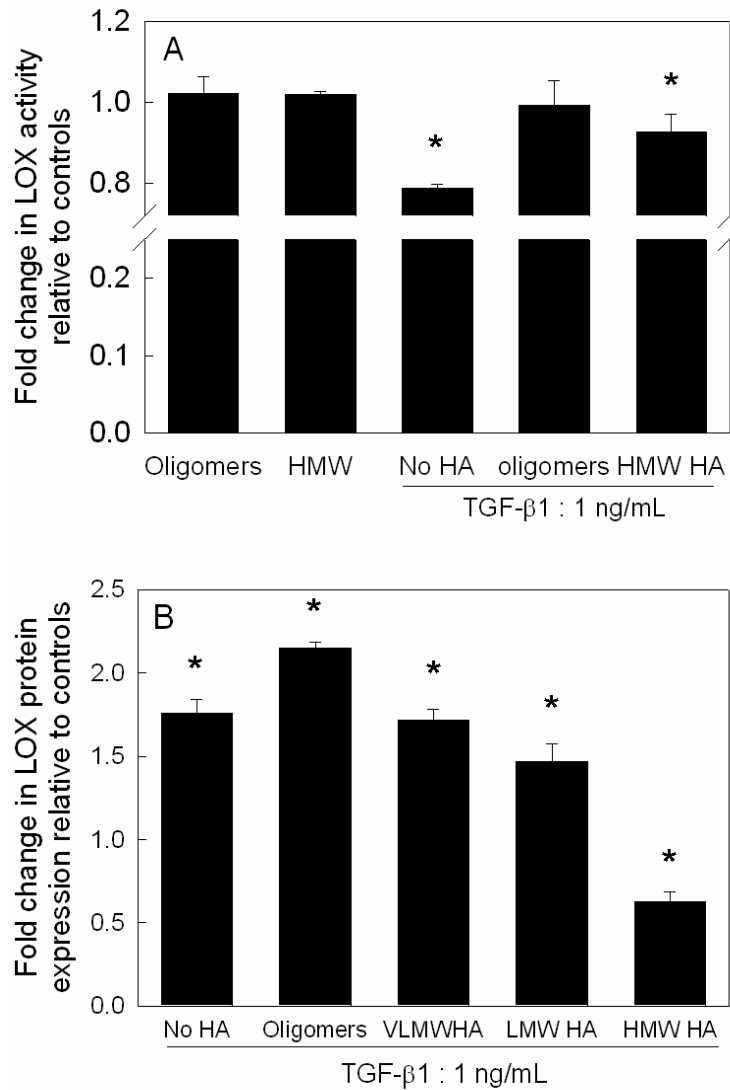 A
Fold change in LOX activity
relative to controls
1.2
1.0
0.8
0.2
0.1
0.0
*
*
Oligomers HMW No HA oligomers HMW HA
TGF-β1 : 1 ng/mL
B
Fold change in LOX protein
expression relative to controls
2.5
2.0
1.5
1.0
0.5
0.0
*
*
*
*
*
No HA Oligomers VLMWHA LMW HA HMW HA
TGF-β1 : 1 ng/mL